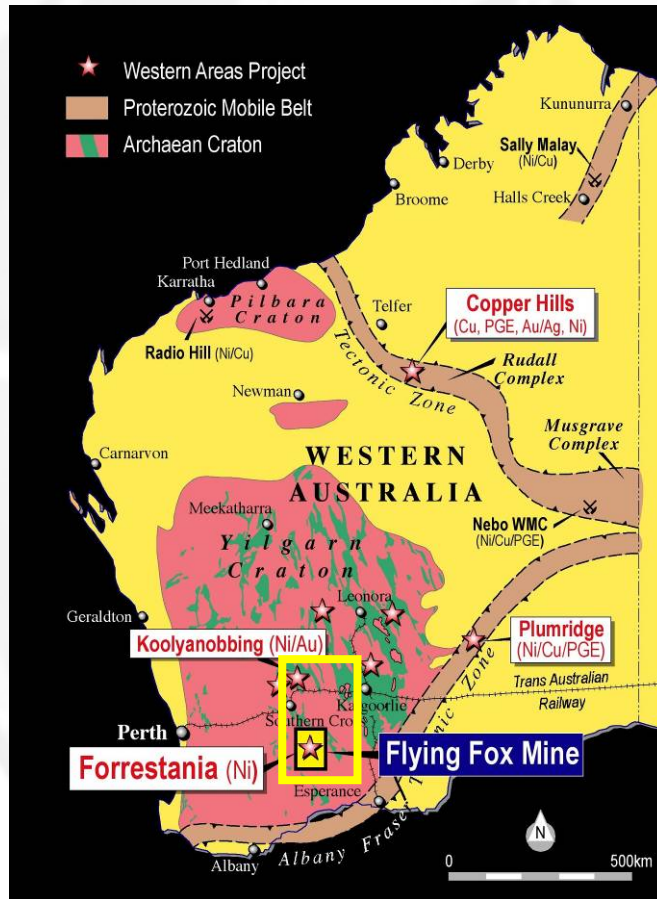 Western Areas Project
Proterozoic Mobile Belt
Archaean Craton
Kununurra
Sally Malay
(Ni/Cu)
Derby
Broome
Halls Creek
Port Hedland
Karratha
Pilbara
Craton
Radio Hill (Ni/Cu)
Telfer
Copper Hills
(Cu, PGE, Au/Ag, Ni)
Rudall
Complex
Tectonic Zone
Newman
Musgrave
Complex
Carnarvon
WESTERN
AUSTRALIA
Meekatharra
Yilgarn
Craton
Nebo WMC
(Ni/Cu/PGE)
Leonora
Geraldton
Koolyanobbing (Ni/Au)
Plumridge
(Ni/Cu/PGE)
Kalgoorlie
Trans Australian
Railway
Southern Cross
Perth
Forrestania (Ni)
Flying Fox Mine
Esperance
Albany Fraser Tectonic Zone
Albany
N
0 500km